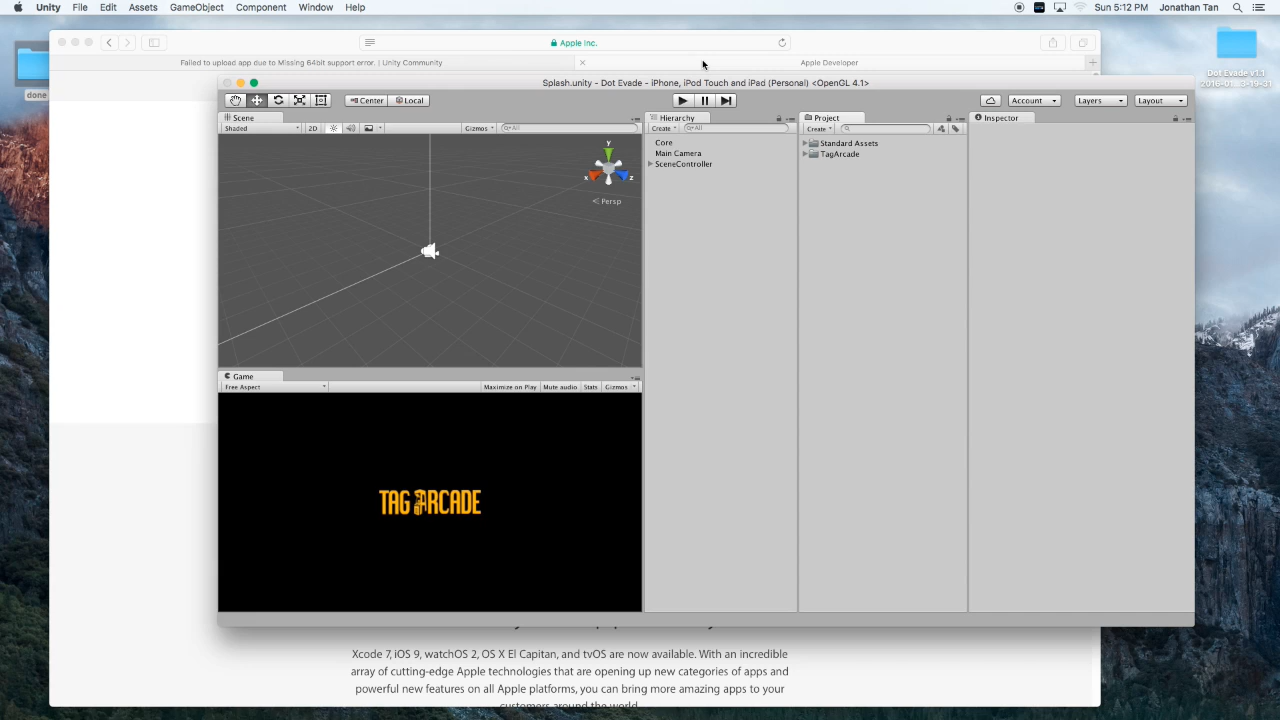 Unity File Edit Assets GameObject Component Window Help Sun 5:12 PM Jonathan Tan
Apple Inc.
Failed to upload app due to Missing 64bit support error. | Unity Community
Apple Developer
Dot Evade v1.1
done
Splash.unity - Dot Evade - iPhone, iPod Touch and iPad (Personal) <OpenGL 4.1>
Center Local Account Layers Layout
Scene
Shaded 2D Gizmos All
y
x z
Persp
Hierarchy
Create All
Core
Main Camera
SceneController
Project
Create
Standard Assets
TagArcade
Inspector
Game
Free Aspect Maximize on Play Mute audio Stats Gizmos
TAG ARCADE
Xcode 7, iOS 9, watchOS 2, OS X El Capitan, and tvOS are now available. With an incredible
array of cutting-edge Apple technologies that are opening up new categories of apps and
powerful new features on all Apple platforms, you can bring more amazing apps to your
customers around the world.